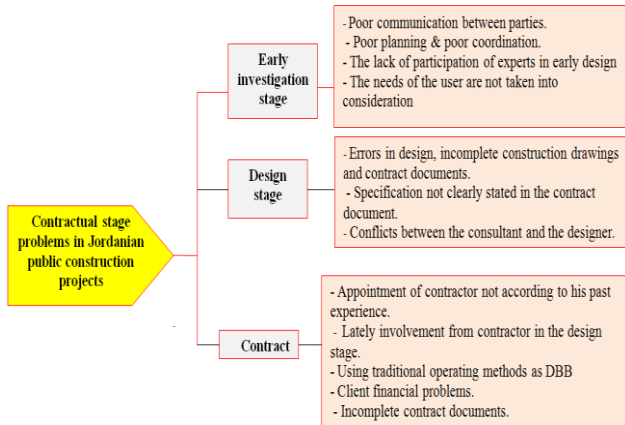 Contractual stage
problems in Jordanian
public construction
projects
Early
investigation
stage
- Poor communication between parties.
- Poor planning & poor coordination.
- The lack of participation of experts in early design
- The needs of the user are not taken into
consideration
Design
stage
- Errors in design, incomplete construction drawings
and contract documents.
- Specification not clearly stated in the contract
document.
- Conflicts between the consultant and the designer.
Contract
- Appointment of contractor not according to his past
experience.
- Lately involvement from contractor in the design
stage.
- Using traditional operating methods as DBB
- Client financial problems.
- Incomplete contract documents.